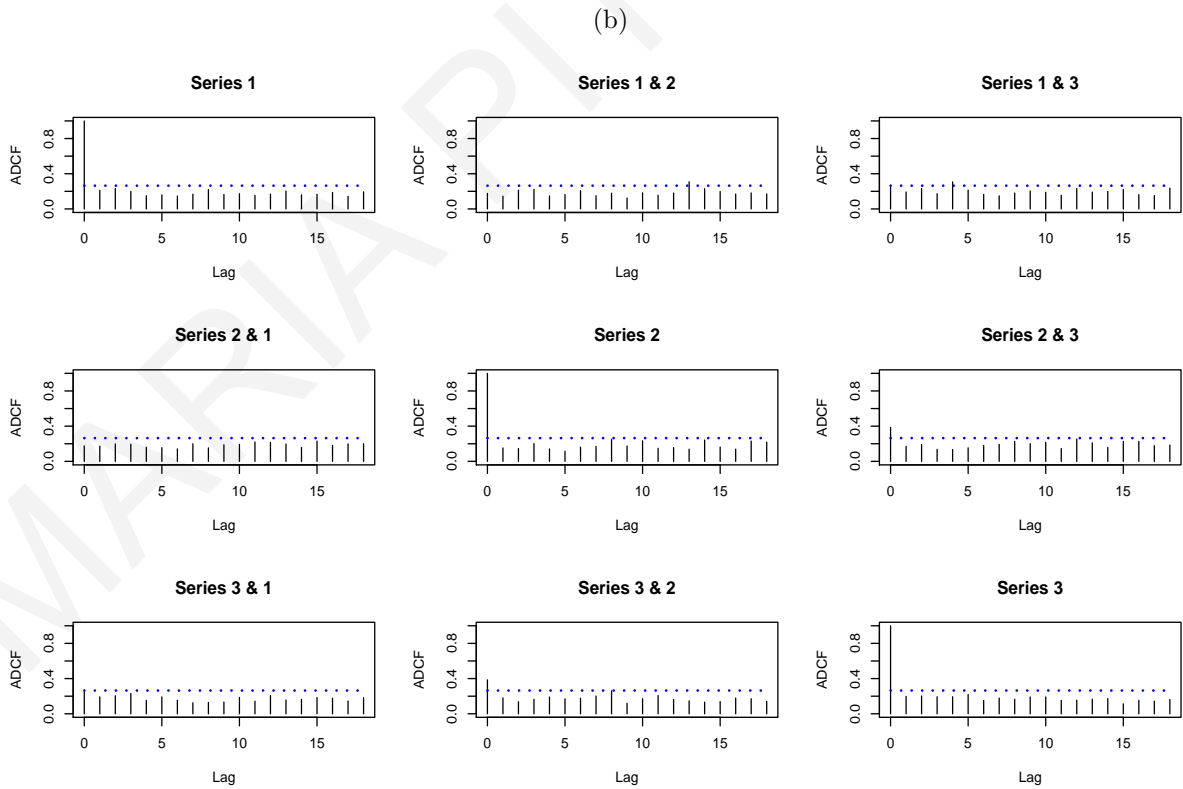 (b)
Series 1
Series 1 & 2
Series 1 & 3
ADCF
0.0 0.4 0.8
ADCF
0.0 0.4 0.8
ADCF
0.0 0.4 0.8
0 5 10 15
0 5 10 15
0 5 10 15
Lag
Lag
Lag
Series 2 & 1
Series 2
Series 2 & 3
ADCF
0.0 0.4 0.8
ADCF
0.0 0.4 0.8
ADCF
0.0 0.4 0.8
0 5 10 15
0 5 10 15
0 5 10 15
Lag
Lag
Lag
Series 3 & 1
Series 3 & 2
Series 3
ADCF
0.0 0.4 0.8
ADCF
0.0 0.4 0.8
ADCF
0.0 0.4 0.8
0 5 10 15
0 5 10 15
0 5 10 15
Lag
Lag
Lag
MARIA